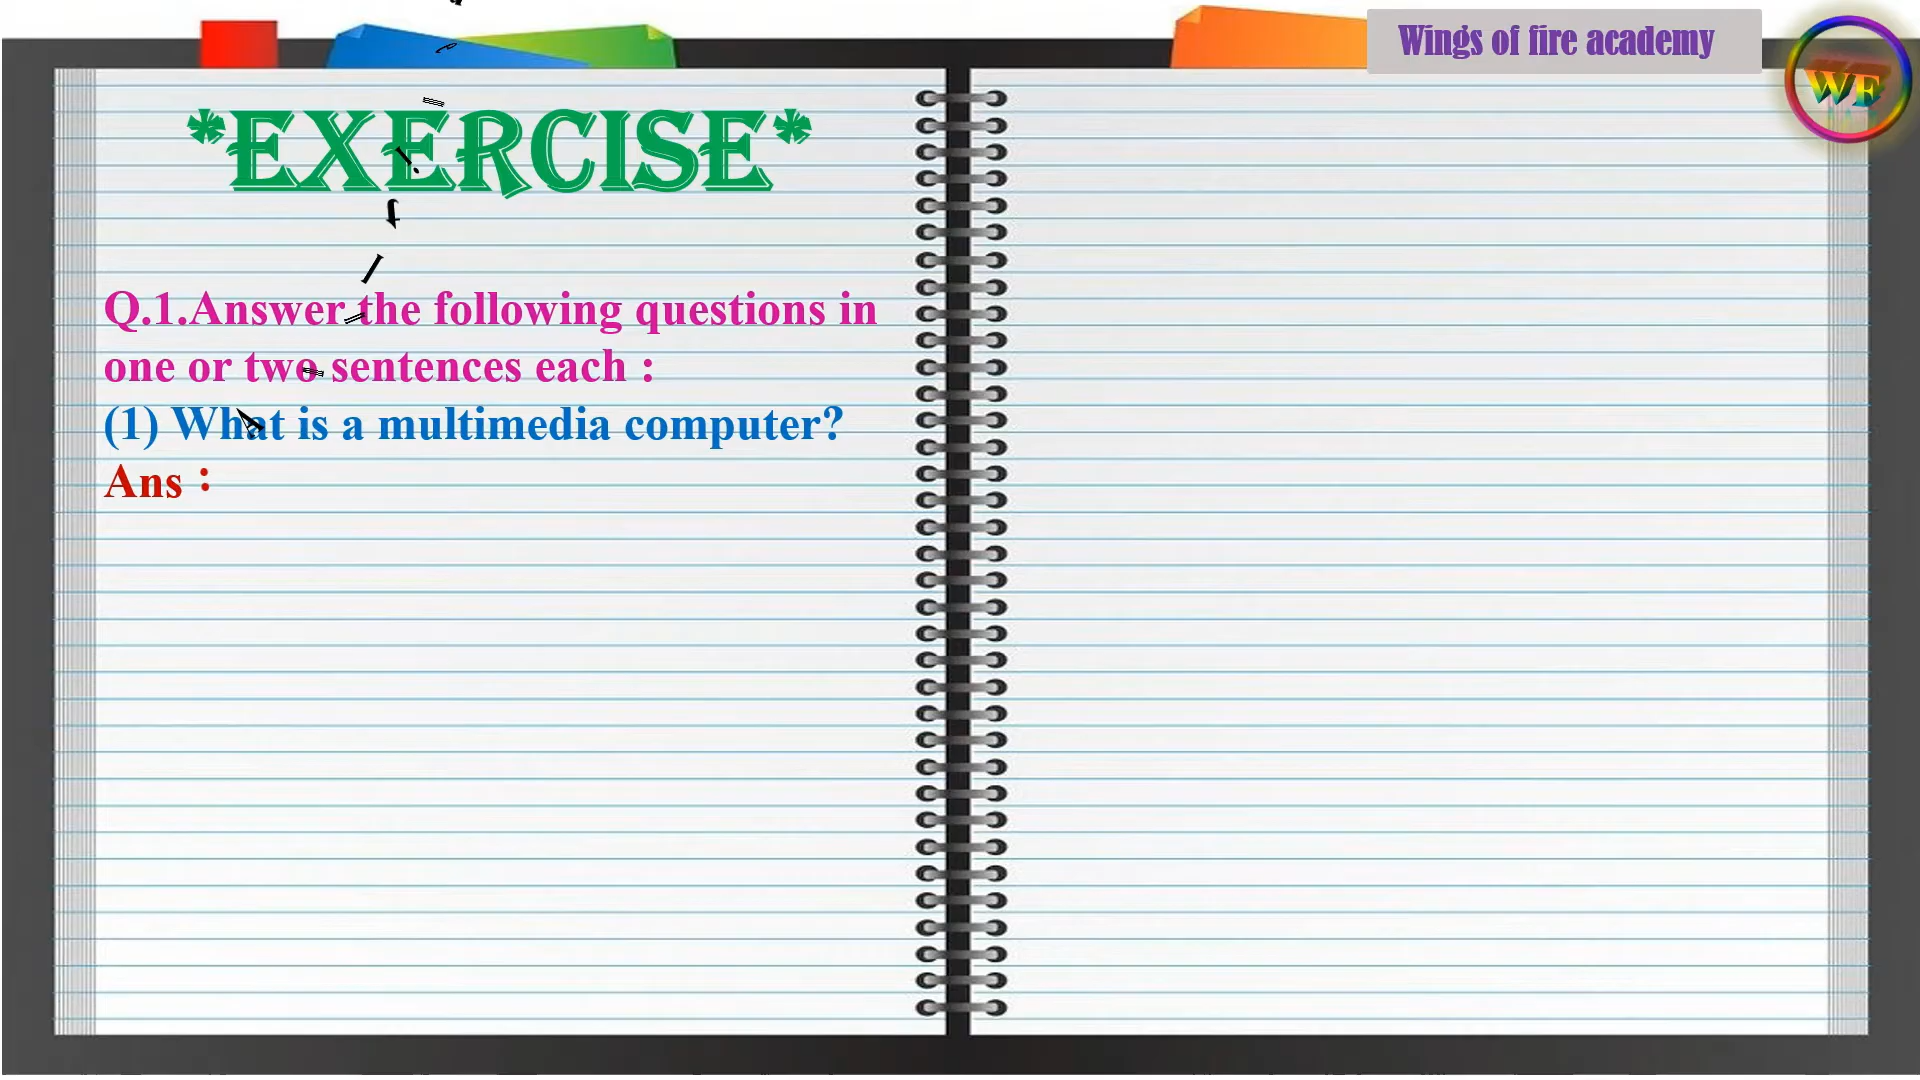 Wings of fire academy
WF
*EXERCISE*
Q.1.Answer the following questions in
one or two sentences each :
(1) What is a multimedia computer?
Ans :